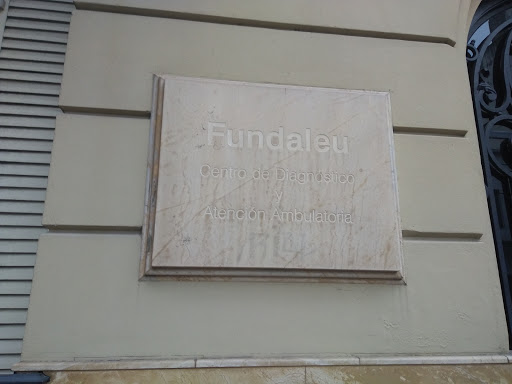 Fundaleu
Centro de Diagnóstico
y
Atención Ambulatoria